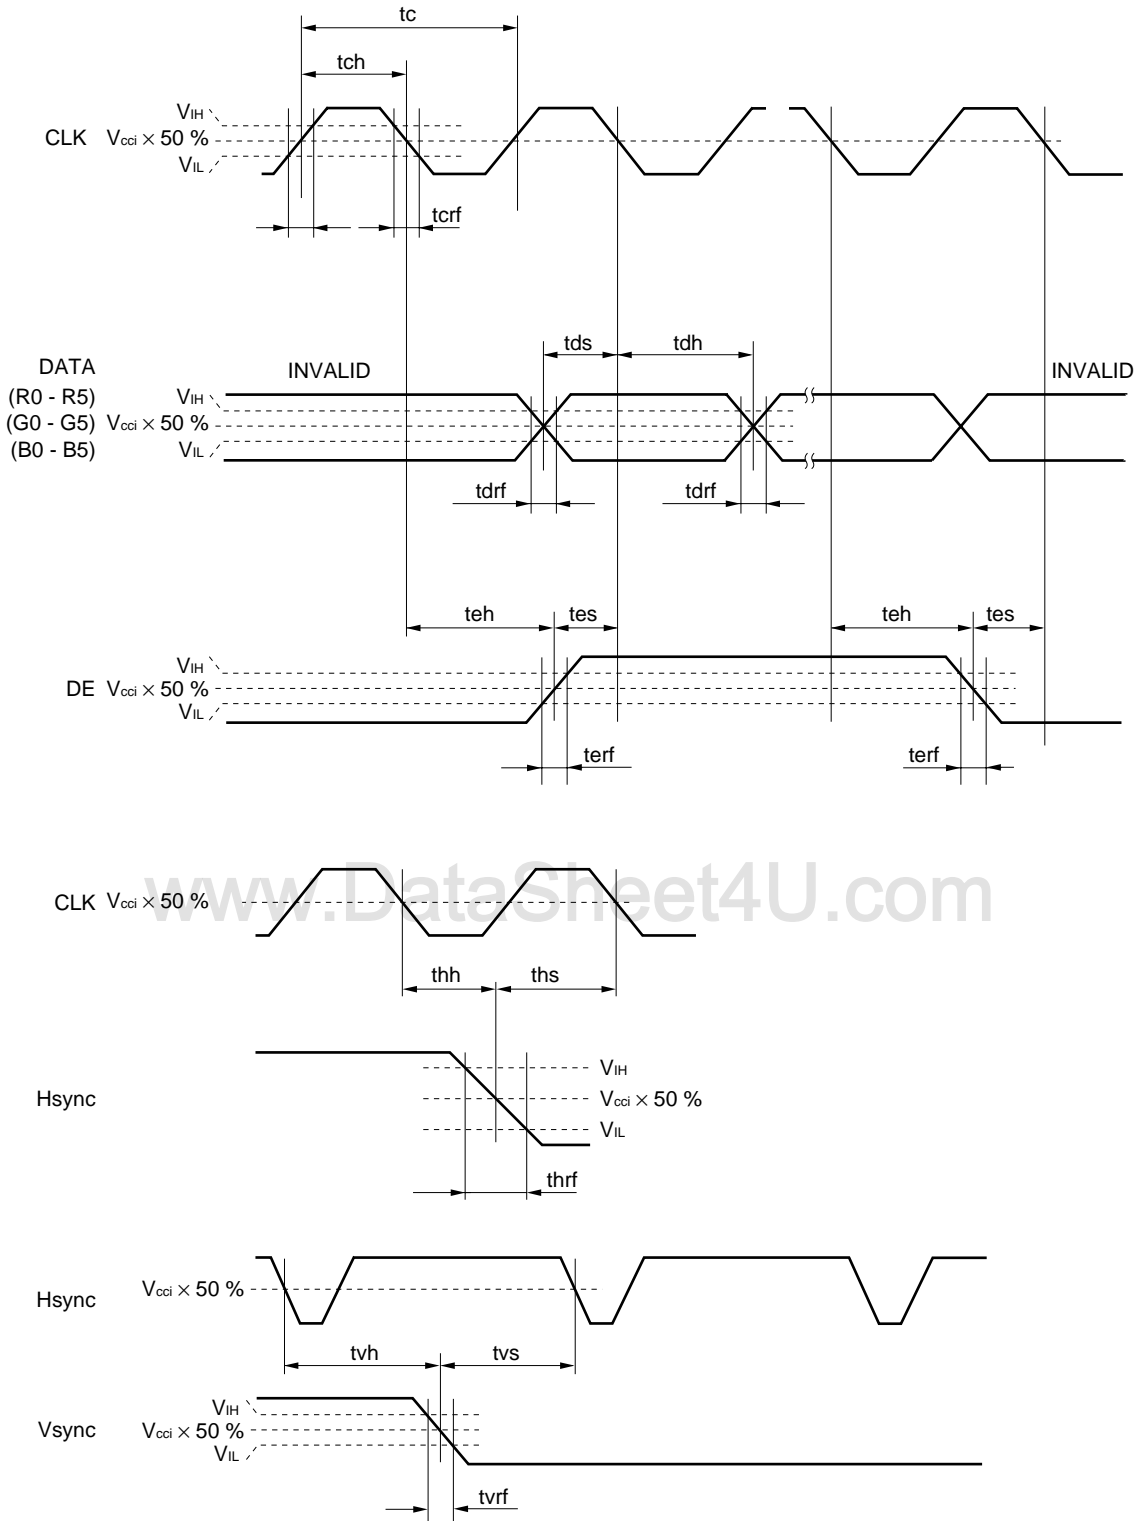 tc
tch
VIH
CLK Vcci × 50 %
VIL
tcrf
tds tdh
DATA
INVALID INVALID
(R0 - R5) VIH
(G0 - G5) Vcci × 50 %
(B0 - B5) VIL
tdrf tdrf
teh tes teh tes
VIH
DE Vcci × 50 %
VIL
terf terf
www.DataSheet4U.com
CLK Vcci × 50 %
thh ths
VIH
Hsync Vcci × 50 %
VIL
thrf
Vcci × 50 %
Hsync
tvh tvs
VIH
Vsync Vcci × 50 %
VIL
tvrf